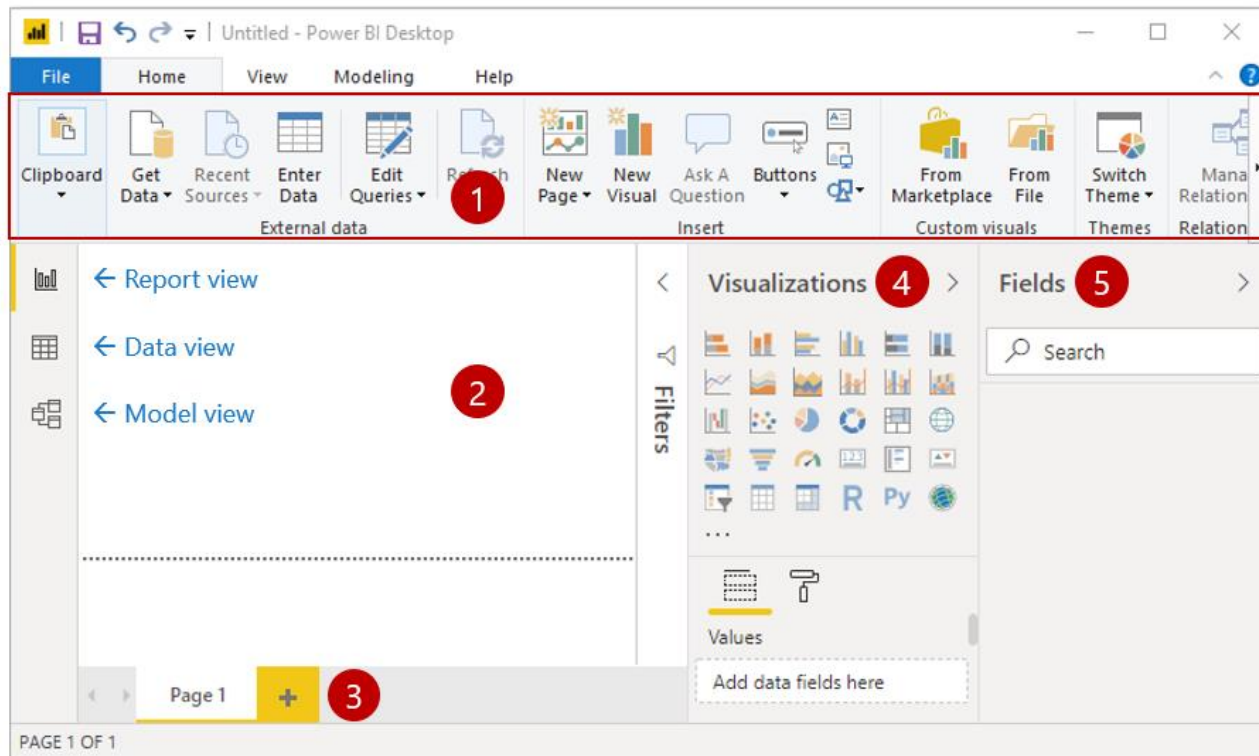 Untitled - Power BI Desktop
File Home View Modeling Help
Clipboard
Get Data
Recent Sources
Enter Data
Edit Queries
1
New Page
New Visual
Ask A Question
Buttons
From Marketplace
From File
Switch Theme
Mana
Relation
External data
Insert
Custom visuals
Themes
Relation
← Report view
← Data view
← Model view
2
Filters
Visualizations 4
123
R Py
...
Values
Add data fields here
Fields 5
Search
Page 1 + 3
PAGE 1 OF 1